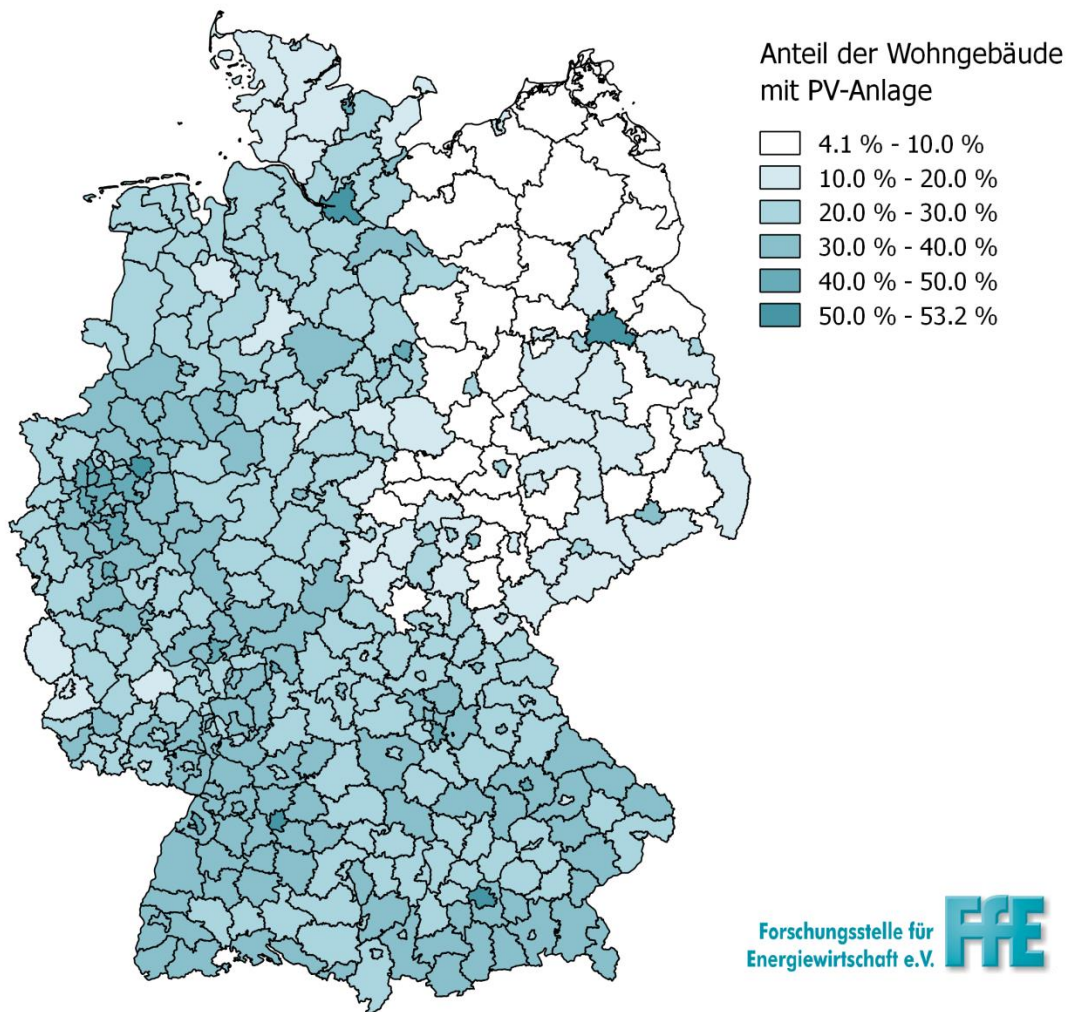 Anteil der Wohngebäude
mit PV-Anlage
4.1 % - 10.0 %
10.0 % - 20.0 %
20.0 % - 30.0 %
30.0 % - 40.0 %
40.0 % - 50.0 %
50.0 % - 53.2 %
Forschungsstelle für
Energiewirtschaft e.V.
FfE